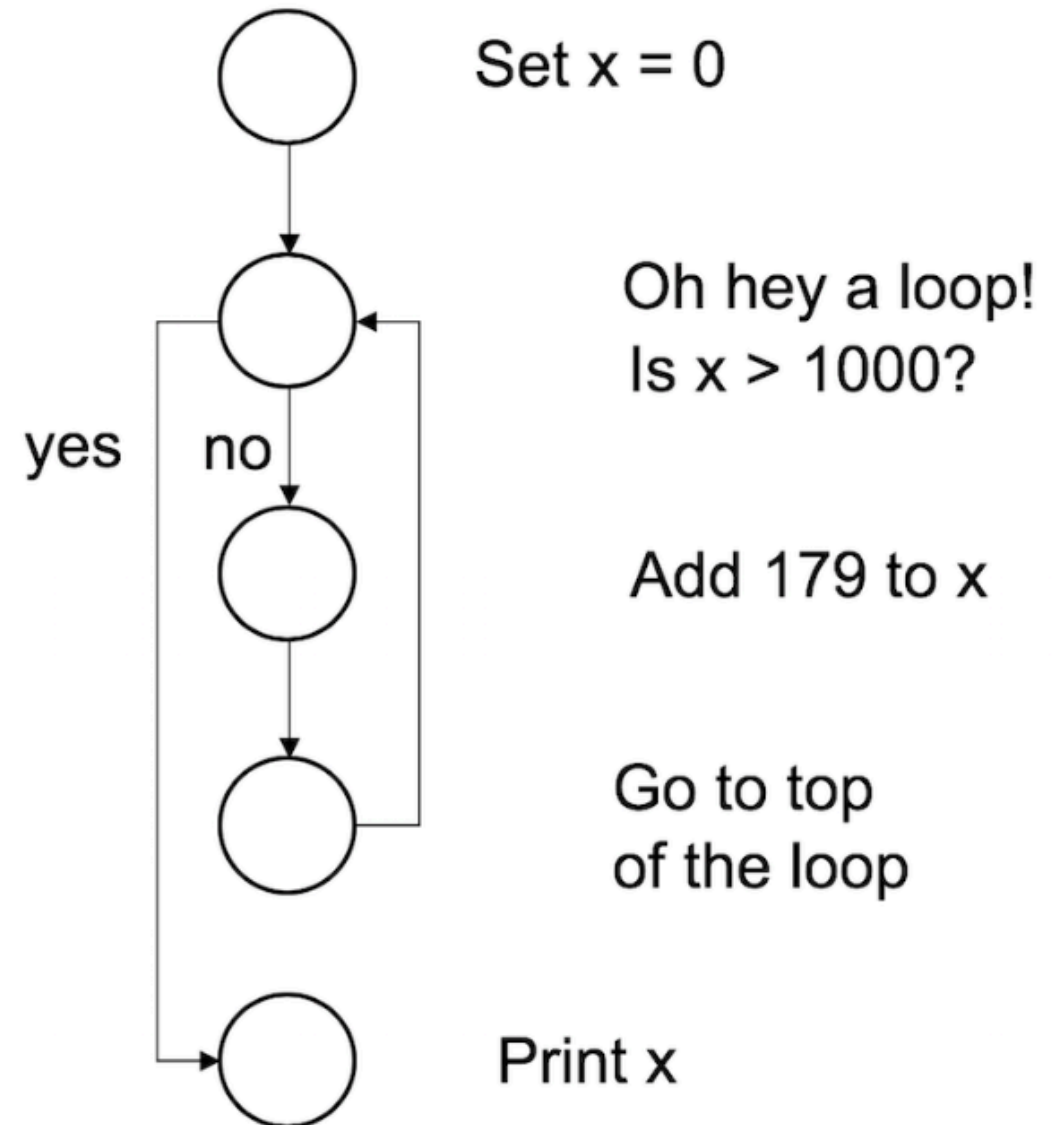 Set x = 0
Oh hey a loop!
Is x > 1000?
yes
no
Add 179 to x
Go to top
of the loop
Print x